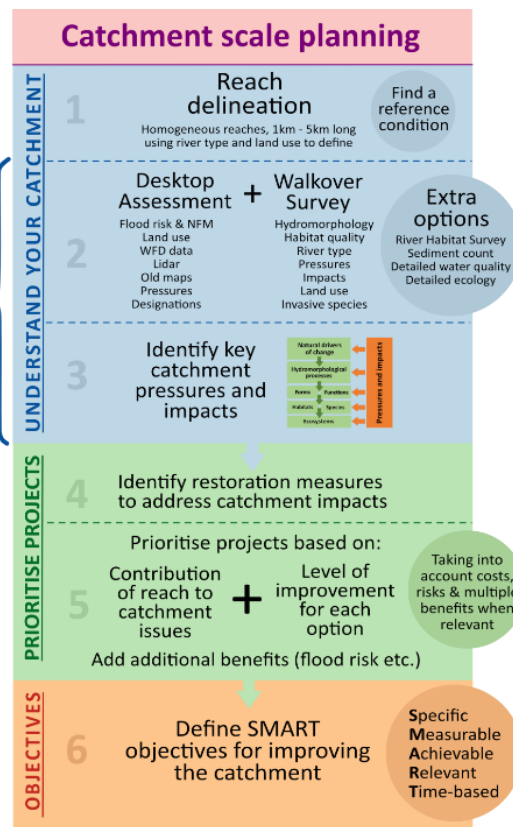 Catchment scale planning
UNDERSTAND YOUR CATCHMENT
1
Reach
delineation
Homogeneous reaches, 1km - 5km long
using river type and land use to define
Find a
reference
condition
2
Desktop
Assessment
Flood risk & NFM
Land use
WFD data
Lidar
Old maps
Pressures
Designations
+
Walkover
Survey
Hydromorphology
Habitat quality
River type
Pressures
Impacts
Land use
Invasive species
Extra
options
River Habitat Survey
Sediment count
Detailed water quality
Detailed ecology
3
Identify key
catchment
pressures and
impacts
Natural drivers
of change
Hydromorphological
processes
Forms Functions
Habitats Species
Ecosystems
Pressures and impacts
PRIORITISE PROJECTS
4
Identify restoration measures
to address catchment impacts
5
Prioritise projects based on:
Contribution
of reach to
catchment
issues
+
Level of
improvement
for each
option
Add additional benefits (flood risk etc.)
Taking into
account costs,
risks & multiple
benefits when
relevant
OBJECTIVES
6
Define SMART
objectives for improving
the catchment
Specific
Measurable
Achievable
Relevant
Time-based